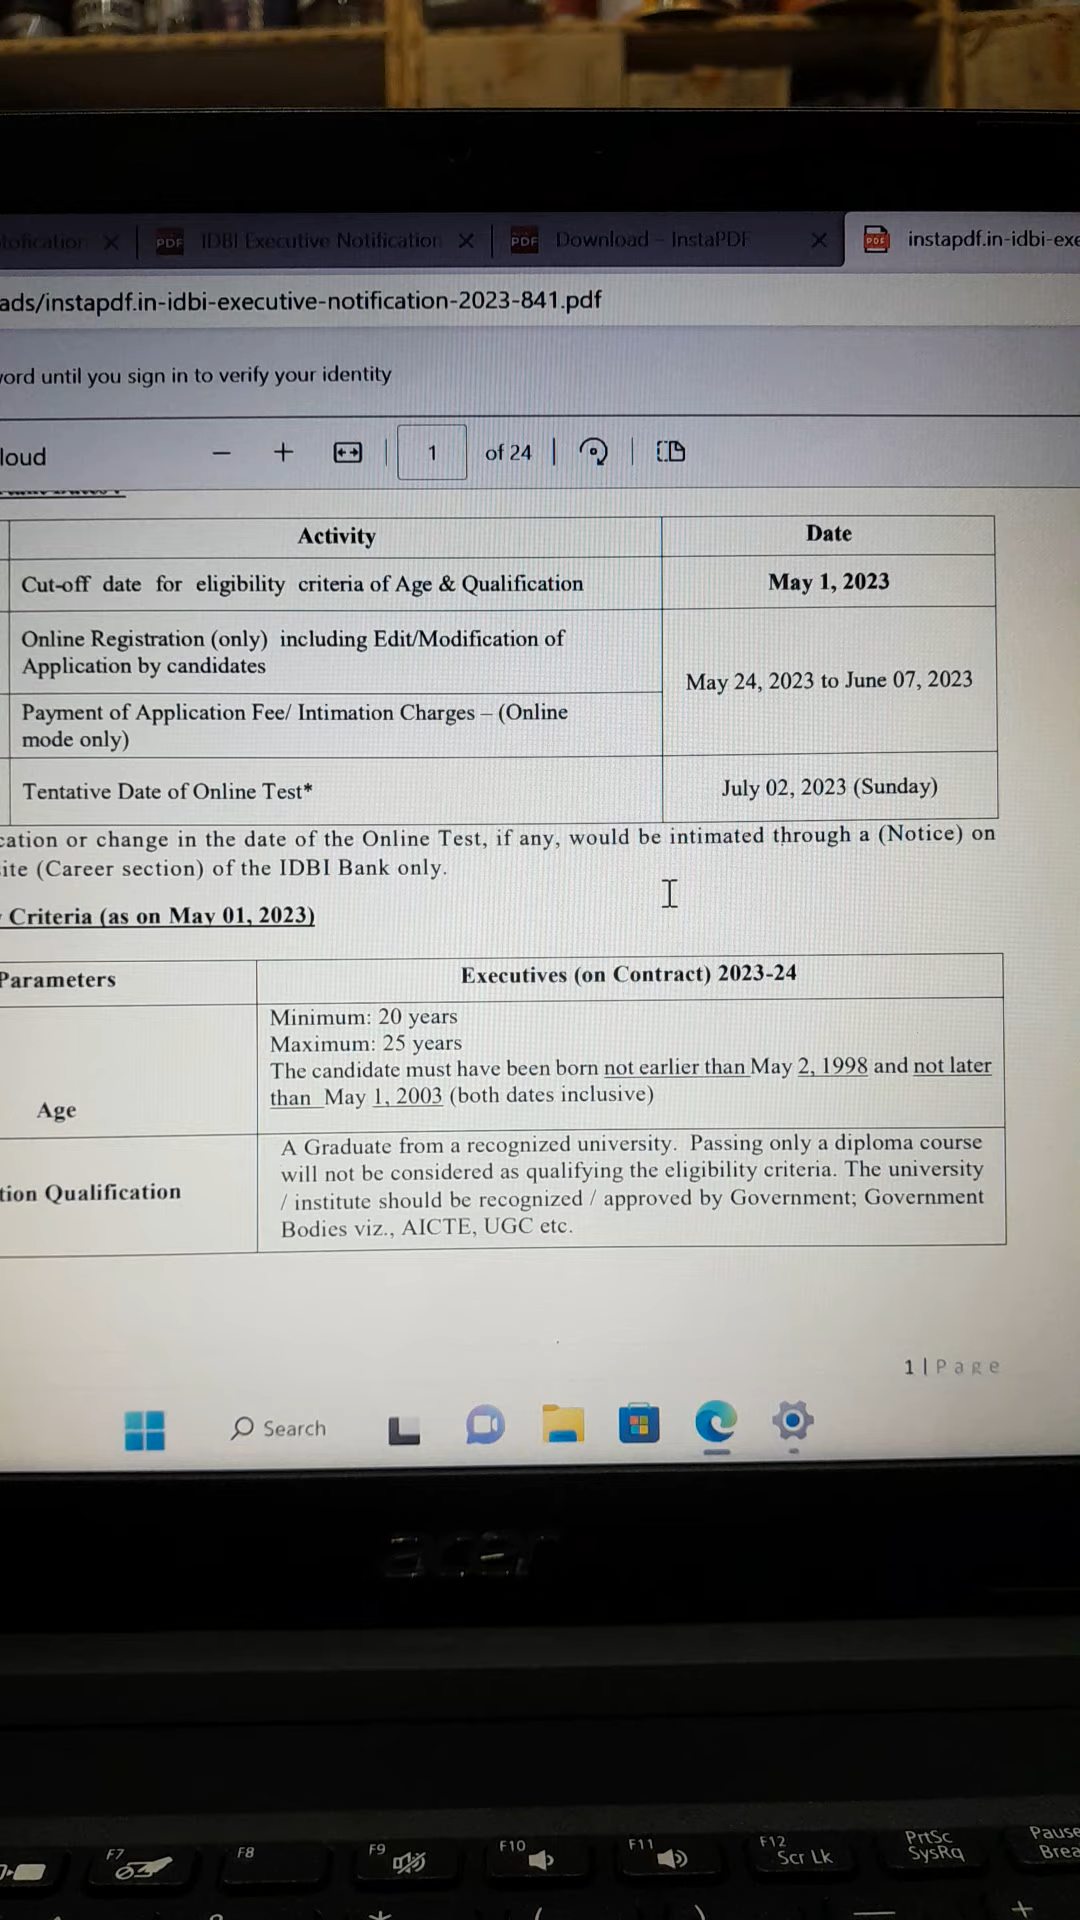 tofication
PDF IDBI Executive Notification
PDF Download – InstaPDF
PDF instapdf.in-idbi-exe
ads/instapdf.in-idbi-executive-notification-2023-841.pdf
ord until you sign in to verify your identity
loud
1 of 24
Activity Date
Cut-off date for eligibility criteria of Age & Qualification May 1, 2023
Online Registration (only) including Edit/Modification of
Application by candidates
May 24, 2023 to June 07, 2023
Payment of Application Fee/ Intimation Charges – (Online
mode only)
Tentative Date of Online Test* July 02, 2023 (Sunday)
cation or change in the date of the Online Test, if any, would be intimated through a (Notice) on
ite (Career section) of the IDBI Bank only.
Criteria (as on May 01, 2023)
Parameters Executives (on Contract) 2023-24
Age
Minimum: 20 years
Maximum: 25 years
The candidate must have been born not earlier than May 2, 1998 and not later
than May 1, 2003 (both dates inclusive)
tion Qualification
A Graduate from a recognized university. Passing only a diploma course
will not be considered as qualifying the eligibility criteria. The university
/ institute should be recognized / approved by Government; Government
Bodies viz., AICTE, UGC etc.
1 | Page
Search
acer
F7 F8 F9 F10 F11 F12 Scr Lk PrtSc SysRq Pause Brea